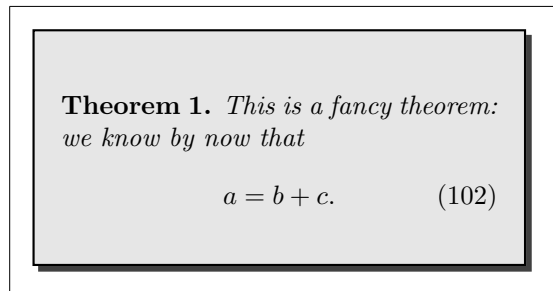 Theorem 1. This is a fancy theorem:
we know by now that
a = b + c. (102)